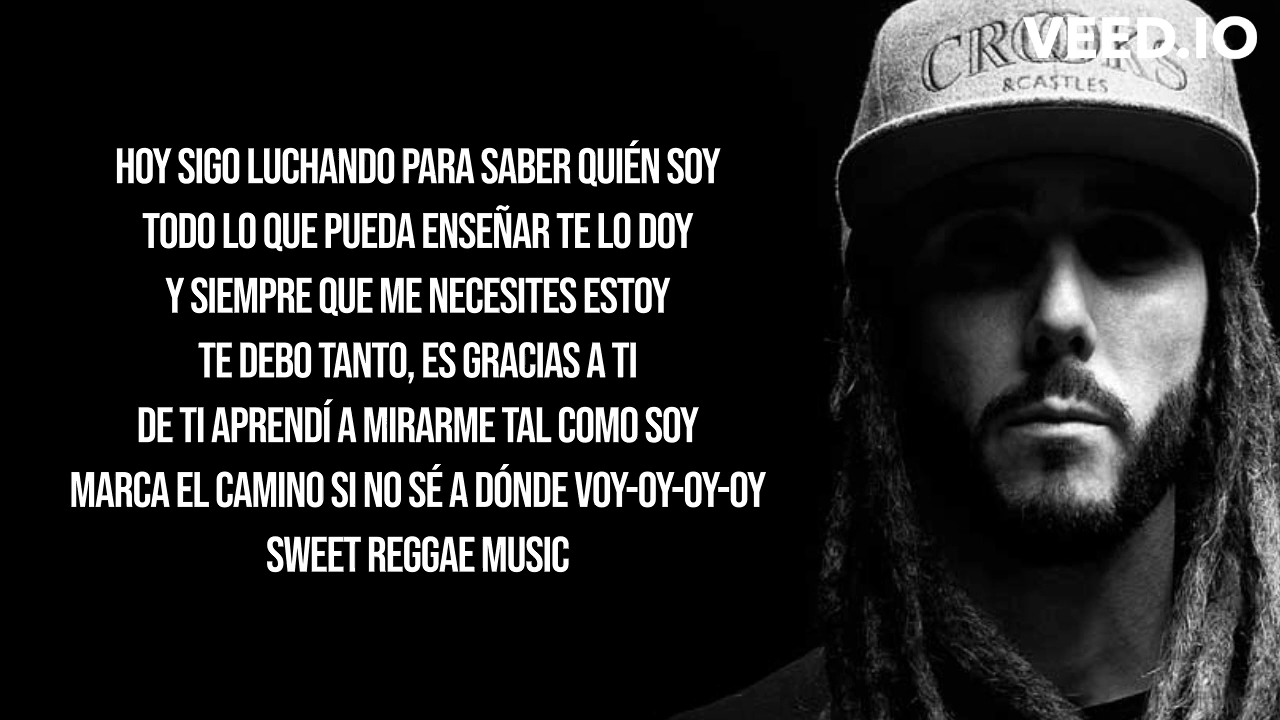 VEED.IO
CROOKS
&CASTLES
HOY SIGO LUCHANDO PARA SABER QUIÉN SOY
TODO LO QUE PUEDA ENSEÑAR TE LO DOY
Y SIEMPRE QUE ME NECESITES ESTOY
TE DEBO TANTO, ES GRACIAS A TI
DE TI APRENDÍ A MIRARME TAL COMO SOY
MARCA EL CAMINO SI NO SÉ A DÓNDE VOY-OY-OY-OY
SWEET REGGAE MUSIC